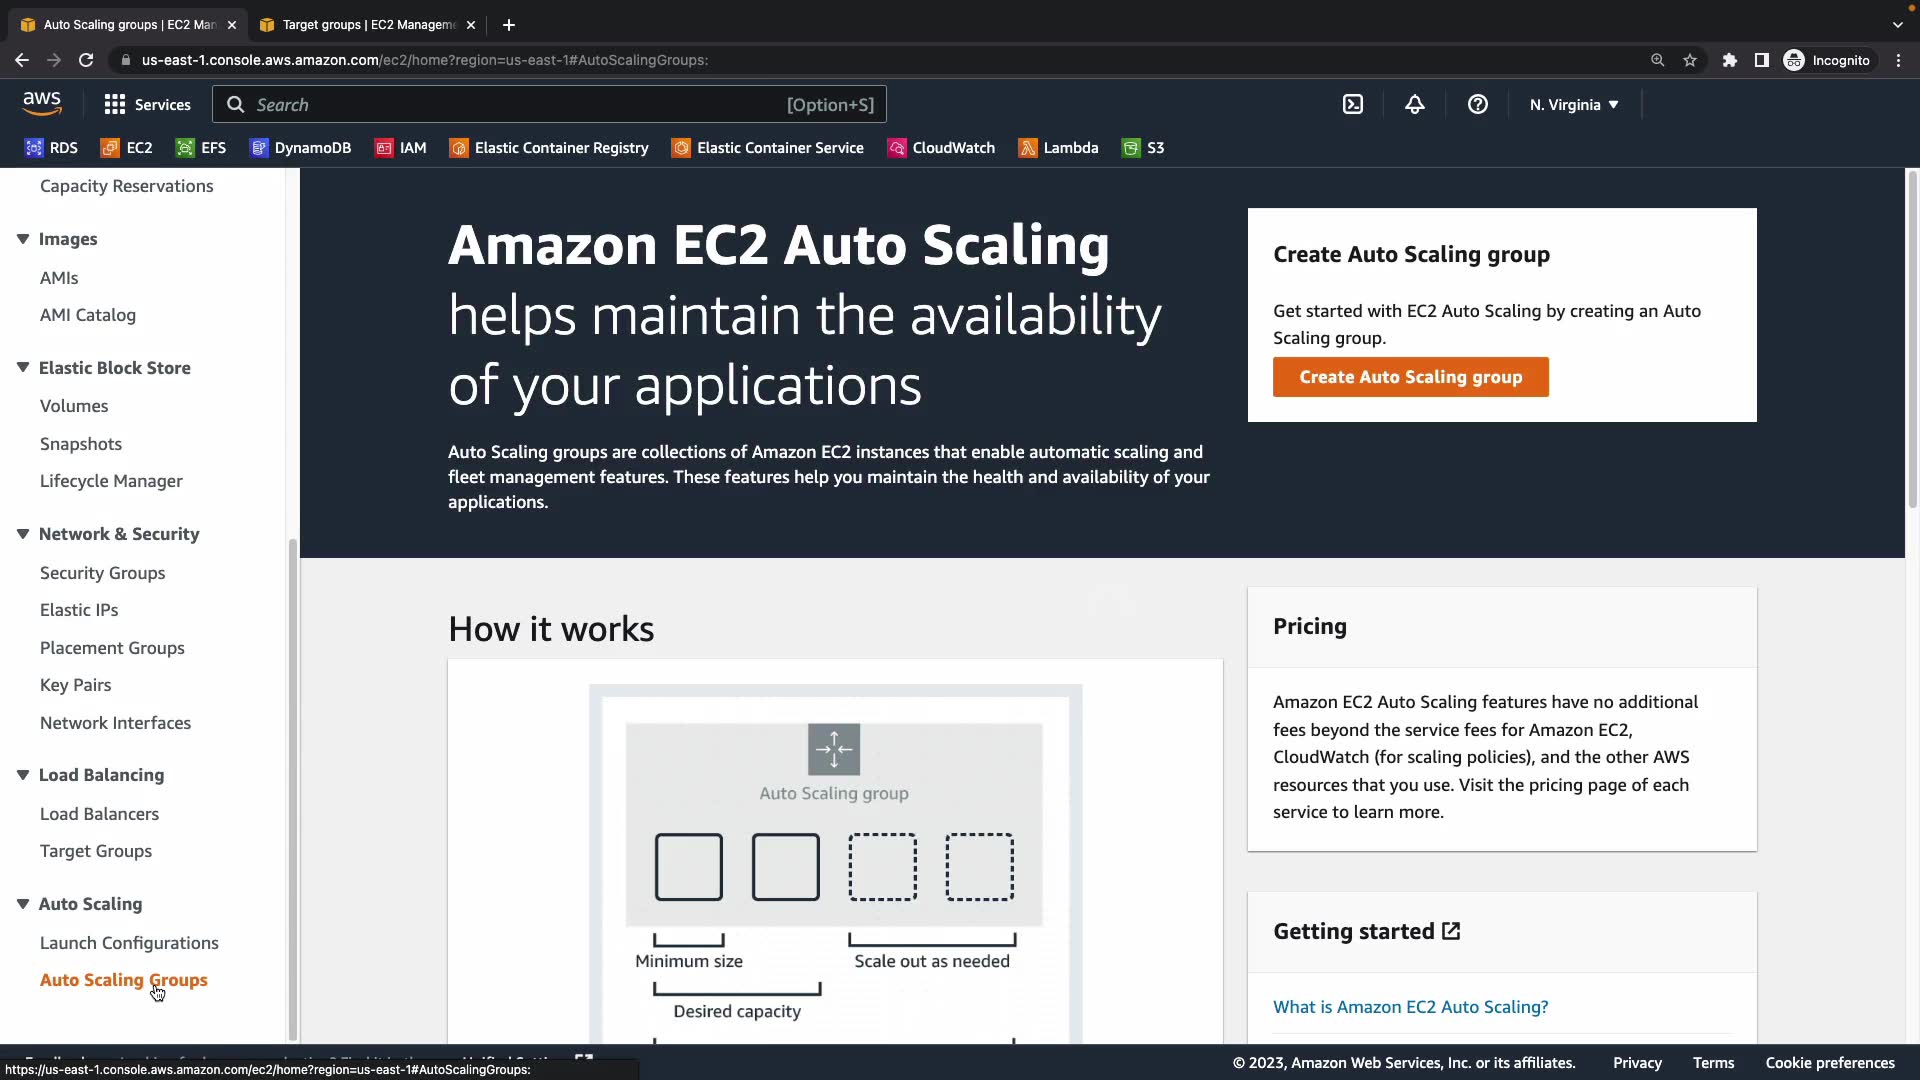 Auto Scaling groups | EC2 Man
Target groups | EC2 Manageme
us-east-1.console.aws.amazon.com/ec2/home?region=us-east-1#AutoScalingGroups:
Incognito
aws
Services
Search
[Option+S]
N. Virginia
RDS
EC2
EFS
DynamoDB
IAM
Elastic Container Registry
Elastic Container Service
CloudWatch
Lambda
S3
Capacity Reservations
Images
AMIs
AMI Catalog
Elastic Block Store
Volumes
Snapshots
Lifecycle Manager
Network & Security
Security Groups
Elastic IPs
Placement Groups
Key Pairs
Network Interfaces
Load Balancing
Load Balancers
Target Groups
Auto Scaling
Launch Configurations
Auto Scaling Groups
Amazon EC2 Auto Scaling
helps maintain the availability
of your applications
Auto Scaling groups are collections of Amazon EC2 instances that enable automatic scaling and
fleet management features. These features help you maintain the health and availability of your
applications.
Create Auto Scaling group
Get started with EC2 Auto Scaling by creating an Auto
Scaling group.
Create Auto Scaling group
How it works
Auto Scaling group
Minimum size
Scale out as needed
Desired capacity
Pricing
Amazon EC2 Auto Scaling features have no additional
fees beyond the service fees for Amazon EC2,
CloudWatch (for scaling policies), and the other AWS
resources that you use. Visit the pricing page of each
service to learn more.
Getting started
What is Amazon EC2 Auto Scaling?
https://us-east-1.console.aws.amazon.com/ec2/home?region=us-east-1#AutoScalingGroups:
© 2023, Amazon Web Services, Inc. or its affiliates.
Privacy
Terms
Cookie preferences